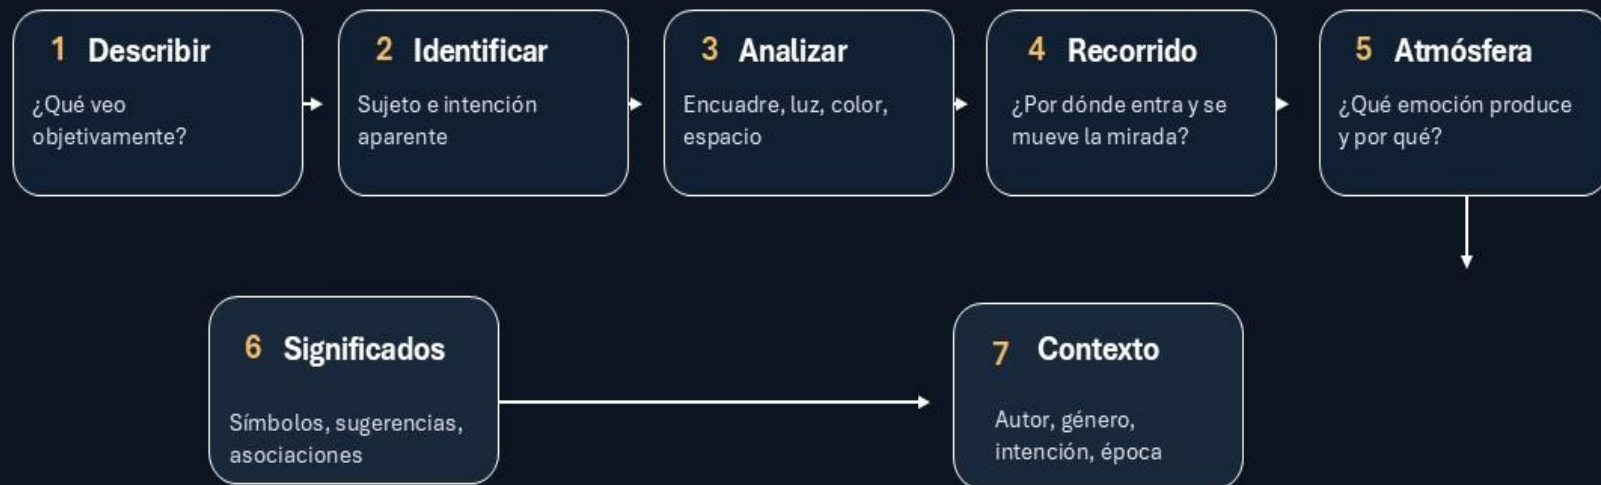 1 Describir
¿Qué veo
objetivamente?
2 Identificar
Sujeto e intención
aparente
3 Analizar
Encuadre, luz, color,
espacio
4 Recorrido
¿Por dónde entra y se
mueve la mirada?
5 Atmósfera
¿Qué emoción produce
y por qué?
6 Significados
Símbolos, sugerencias,
asociaciones
7 Contexto
Autor, género,
intención, época